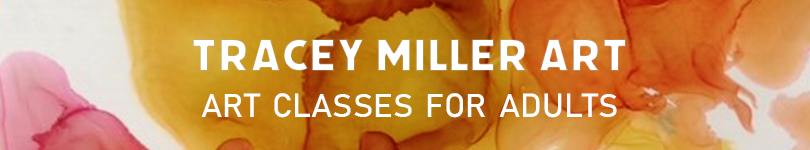 TRACEY MILLER ART
ART CLASSES FOR ADULTS